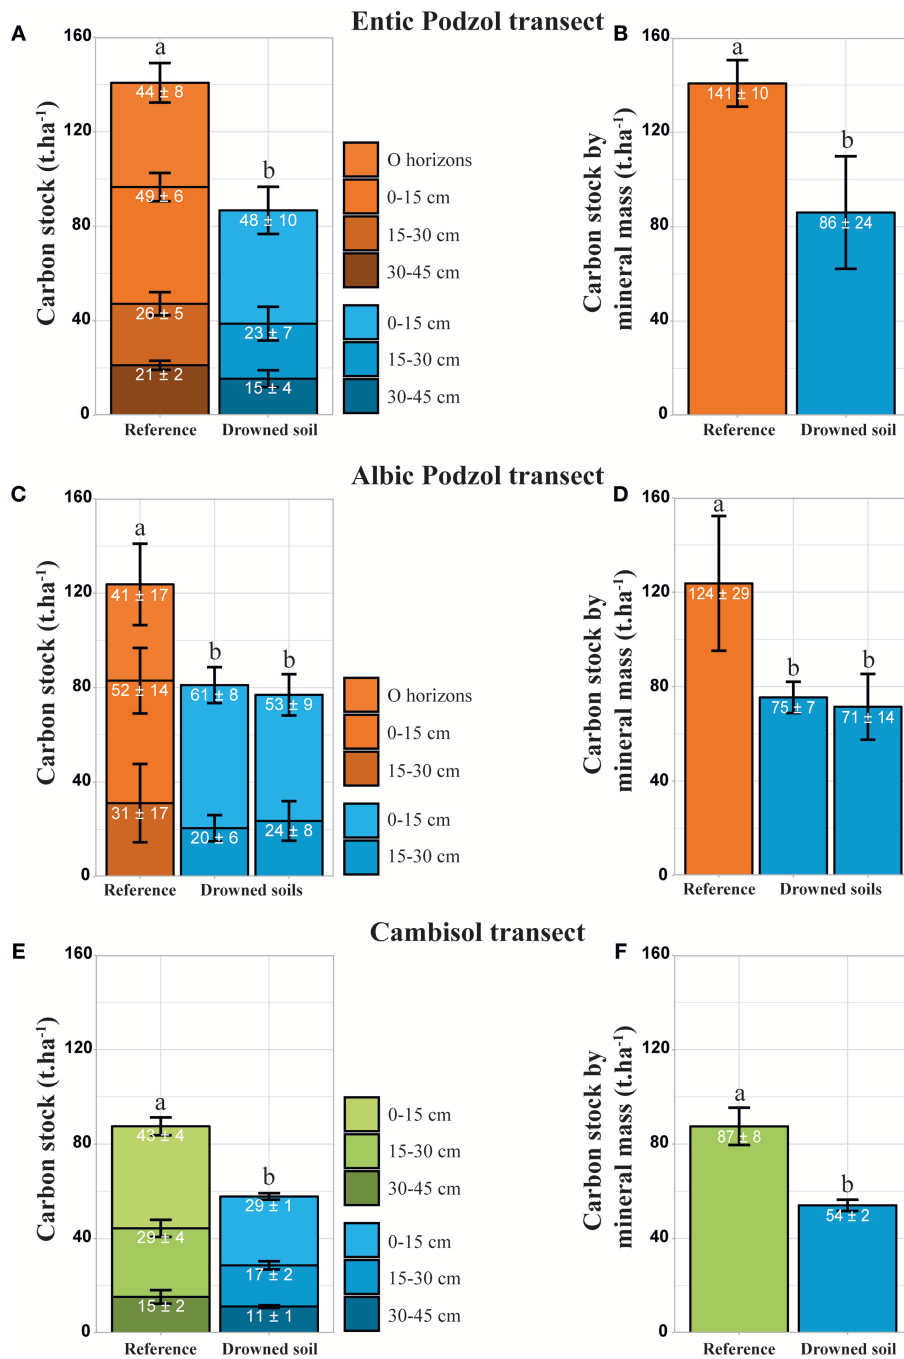 Entic Podzol transect
A
Carbon stock (t.ha-1)
160
120
80
40
0
a
44 ± 8
49 ± 6
26 ± 5
21 ± 2
b
48 ± 10
23 ± 7
15 ± 4
Reference
Drowned soil
O horizons
0-15 cm
15-30 cm
30-45 cm
0-15 cm
15-30 cm
30-45 cm
B
Carbon stock by
mineral mass (t.ha-1)
160
120
80
40
0
a
141 ± 10
b
86 ± 24
Reference
Drowned soil
Albic Podzol transect
C
Carbon stock (t.ha-1)
160
120
80
40
0
a
41 ± 17
52 ± 14
31 ± 17
b
61 ± 8
20 ± 6
b
53 ± 9
24 ± 8
Reference
Drowned soils
O horizons
0-15 cm
15-30 cm
0-15 cm
15-30 cm
D
Carbon stock by
mineral mass (t.ha-1)
160
120
80
40
0
a
124 ± 29
b
75 ± 7
b
71 ± 14
Reference
Drowned soils
Cambisol transect
E
Carbon stock (t.ha-1)
160
120
80
40
0
a
43 ± 4
29 ± 4
15 ± 2
b
29 ± 1
17 ± 2
11 ± 1
Reference
Drowned soil
0-15 cm
15-30 cm
30-45 cm
0-15 cm
15-30 cm
30-45 cm
F
Carbon stock by
mineral mass (t.ha-1)
160
120
80
40
0
a
87 ± 8
b
54 ± 2
Reference
Drowned soil